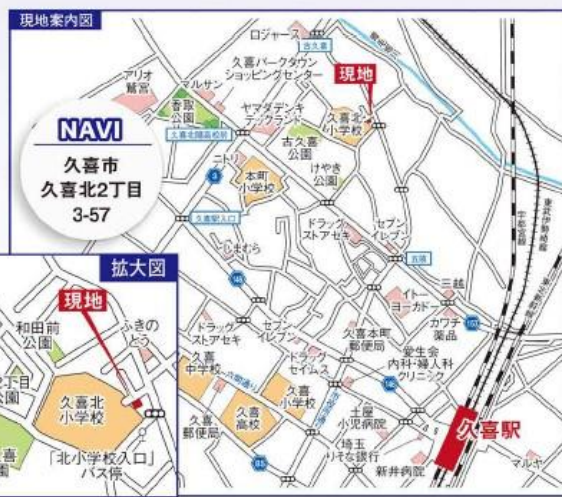 現地案内図
NAVI
久喜市
久喜北2丁目
3-57
ロジャース
古久喜
久喜パークタウン
ショッピングセンター
現地
アリオ
鷲宮
マルサン
香取
公園
ヤマダデンキ
テックランド
久喜北
小学校
久喜北陽高校前
古久喜
公園
ニトリ
けやき
公園
3
本町
小学校
久喜駅入口
ドラッグ
ストアセキ
セブン
イレブン
しまむら
五領
東武伊勢崎線
宇都宮線
三越
イトー
ヨーカドー
カワチ
薬品
ドラッグ
ストアセキ
セブン
イレブン
久喜本町
郵便局
愛生会
内科・婦人科
クリニック
久喜
中学校
ドラッグ
セイムス
久喜
小学校
久喜
高校
久喜
郵便局
土屋
小児病院
埼玉
りそな銀行
新井病院
久喜駅
マルヤ
85
拡大図
現地
和田前
公園
ふきの
とう
2丁目
公園
久喜北
小学校
「北小学校入口」
バス停